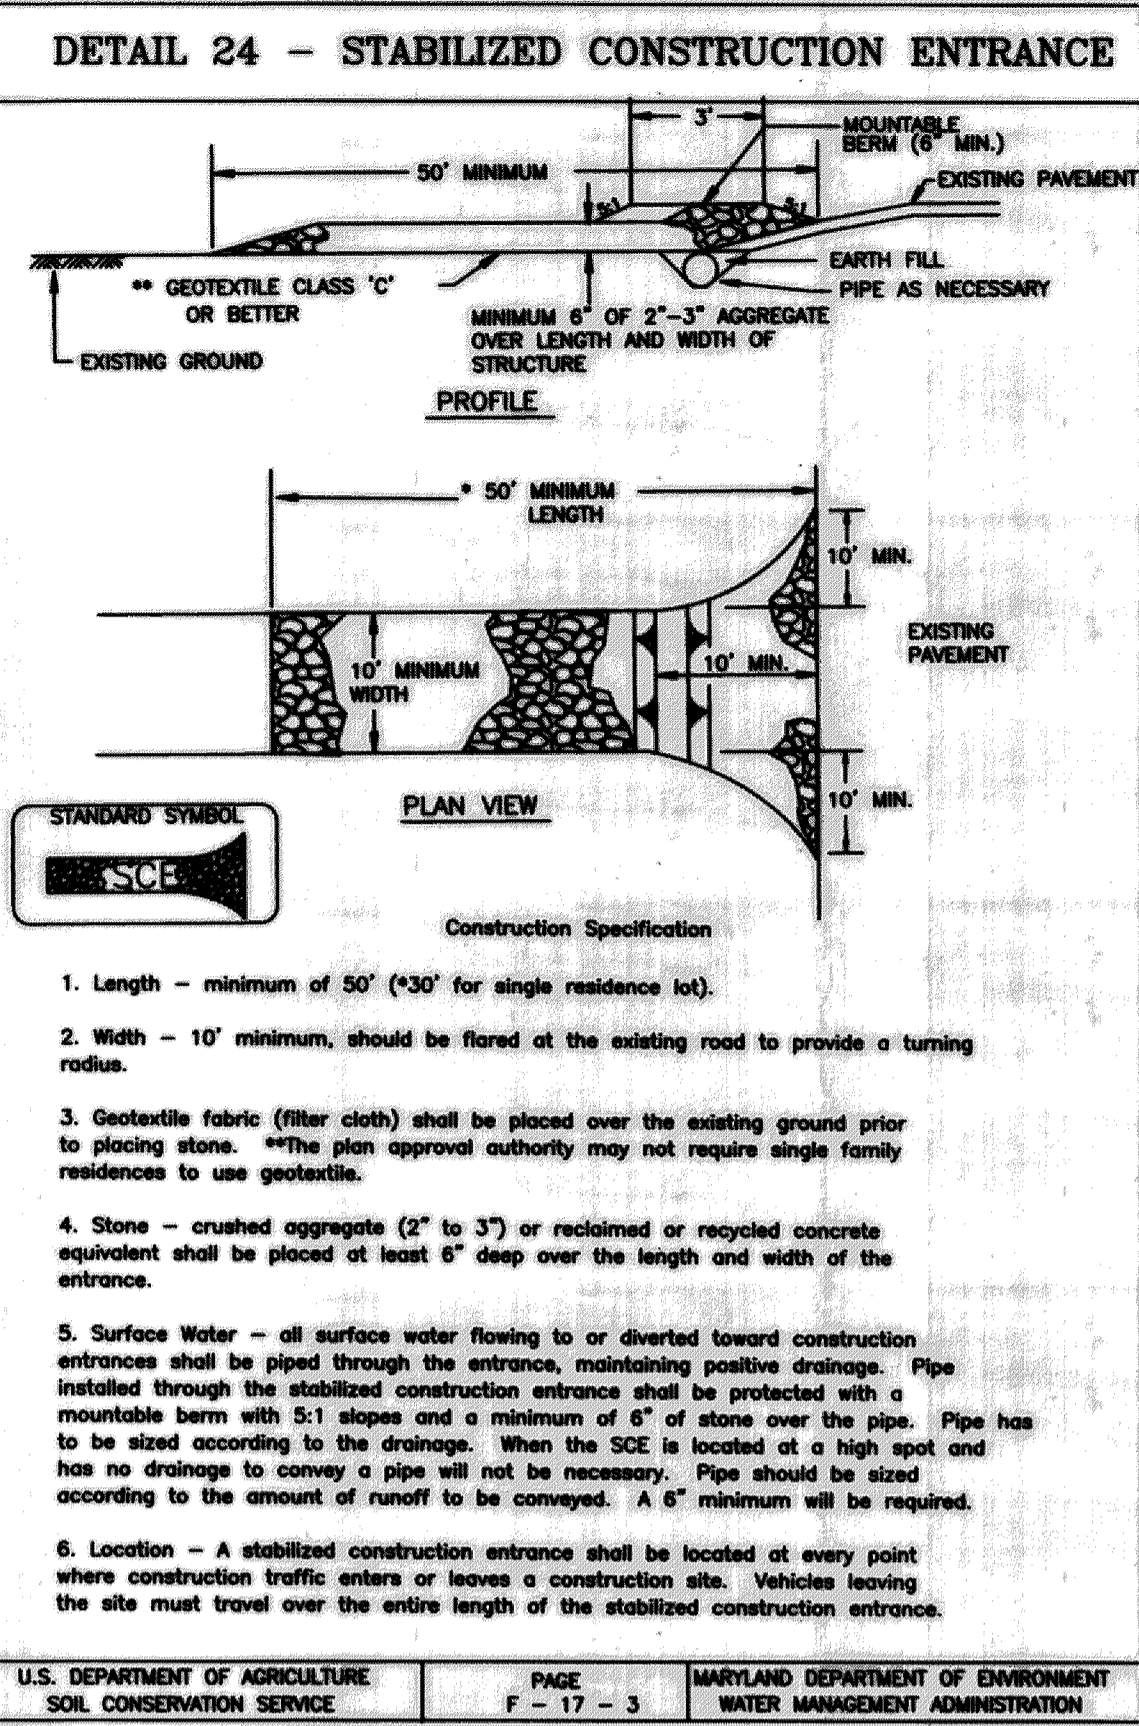 DETAIL 24 – STABILIZED CONSTRUCTION ENTRANCE
3'
MOUNTABLE
BERM (6" MIN.)
50' MINIMUM
EXISTING PAVEMENT
5:1
5:1
EARTH FILL
** GEOTEXTILE CLASS 'C'
OR BETTER
PIPE AS NECESSARY
MINIMUM 6" OF 2"–3" AGGREGATE
OVER LENGTH AND WIDTH OF
STRUCTURE
EXISTING GROUND
PROFILE
* 50' MINIMUM
LENGTH
10' MIN.
EXISTING
PAVEMENT
10' MINIMUM
WIDTH
10' MIN.
10' MIN.
PLAN VIEW
STANDARD SYMBOL
SCE
Construction Specification
1. Length – minimum of 50' (*30' for single residence lot).
2. Width – 10' minimum, should be flared at the existing road to provide a turning
radius.
3. Geotextile fabric (filter cloth) shall be placed over the existing ground prior
to placing stone. **The plan approval authority may not require single family
residences to use geotextile.
4. Stone – crushed aggregate (2" to 3") or reclaimed or recycled concrete
equivalent shall be placed at least 6" deep over the length and width of the
entrance.
5. Surface Water – all surface water flowing to or diverted toward construction
entrances shall be piped through the entrance, maintaining positive drainage. Pipe
installed through the stabilized construction entrance shall be protected with a
mountable berm with 5:1 slopes and a minimum of 6" of stone over the pipe. Pipe has
to be sized according to the drainage. When the SCE is located at a high spot and
has no drainage to convey a pipe will not be necessary. Pipe should be sized
according to the amount of runoff to be conveyed. A 6" minimum will be required.
6. Location – A stabilized construction entrance shall be located at every point
where construction traffic enters or leaves a construction site. Vehicles leaving
the site must travel over the entire length of the stabilized construction entrance.
U.S. DEPARTMENT OF AGRICULTURE
SOIL CONSERVATION SERVICE
PAGE
F – 17 – 3
MARYLAND DEPARTMENT OF ENVIRONMENT
WATER MANAGEMENT ADMINISTRATION